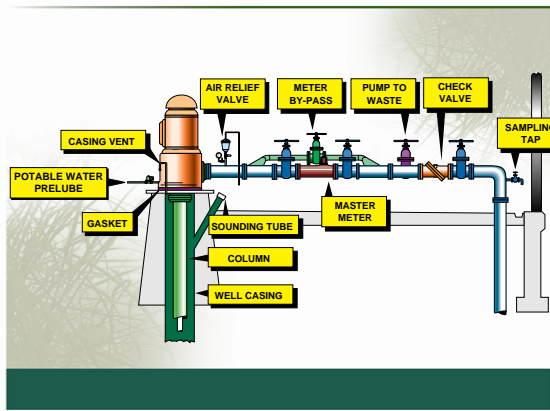 AIR RELIEF
VALVE
METER
BY-PASS
PUMP TO
WASTE
CHECK
VALVE
CASING VENT
SAMPLING
TAP
POTABLE WATER
PRELUBE
MASTER
METER
GASKET
SOUNDING TUBE
COLUMN
WELL CASING